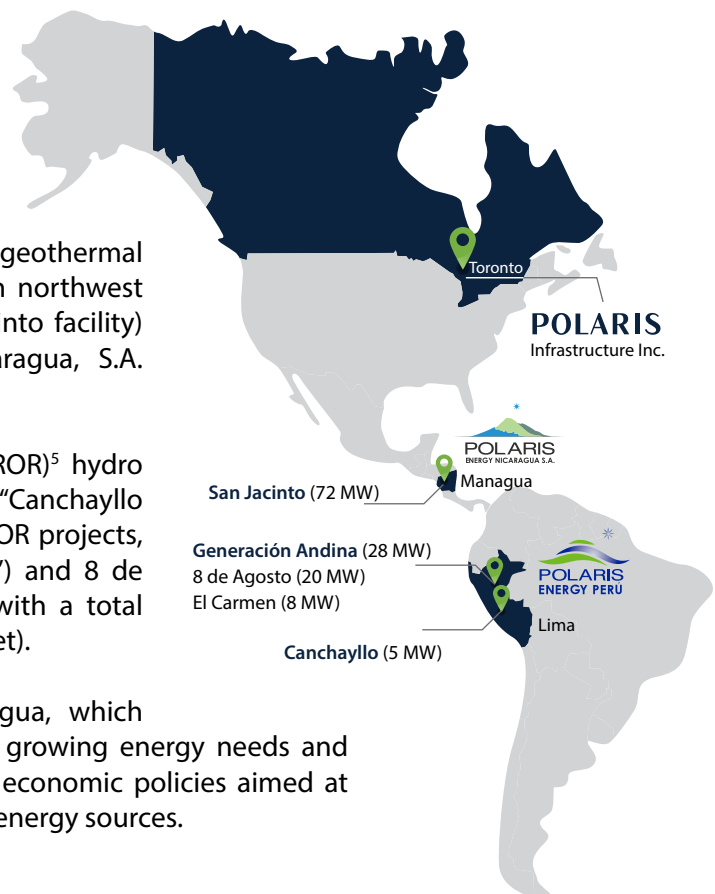 geothermal
n northwest
into facility)
aragua, S.A.
ROR)⁵ hydro
“Canchayllo
OR projects,
”) and 8 de
with a total
et).
gua, which
growing energy needs and
economic policies aimed at
energy sources.
Toronto
POLARIS
Infrastructure Inc.
POLARIS
ENERGY NICARAGUA S.A.
San Jacinto (72 MW)
Managua
Generación Andina (28 MW)
8 de Agosto (20 MW)
El Carmen (8 MW)
POLARIS
ENERGY PERÚ
Lima
Canchayllo (5 MW)